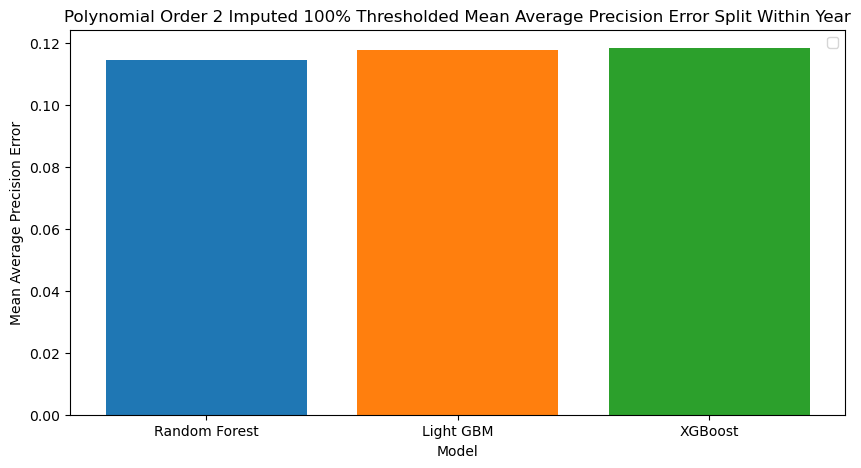 Polynomial Order 2 Imputed 100% Thresholded Mean Average Precision Error Split Within Year
Mean Average Precision Error
0.12
0.10
0.08
0.06
0.04
0.02
0.00
Random Forest
Light GBM
XGBoost
Model